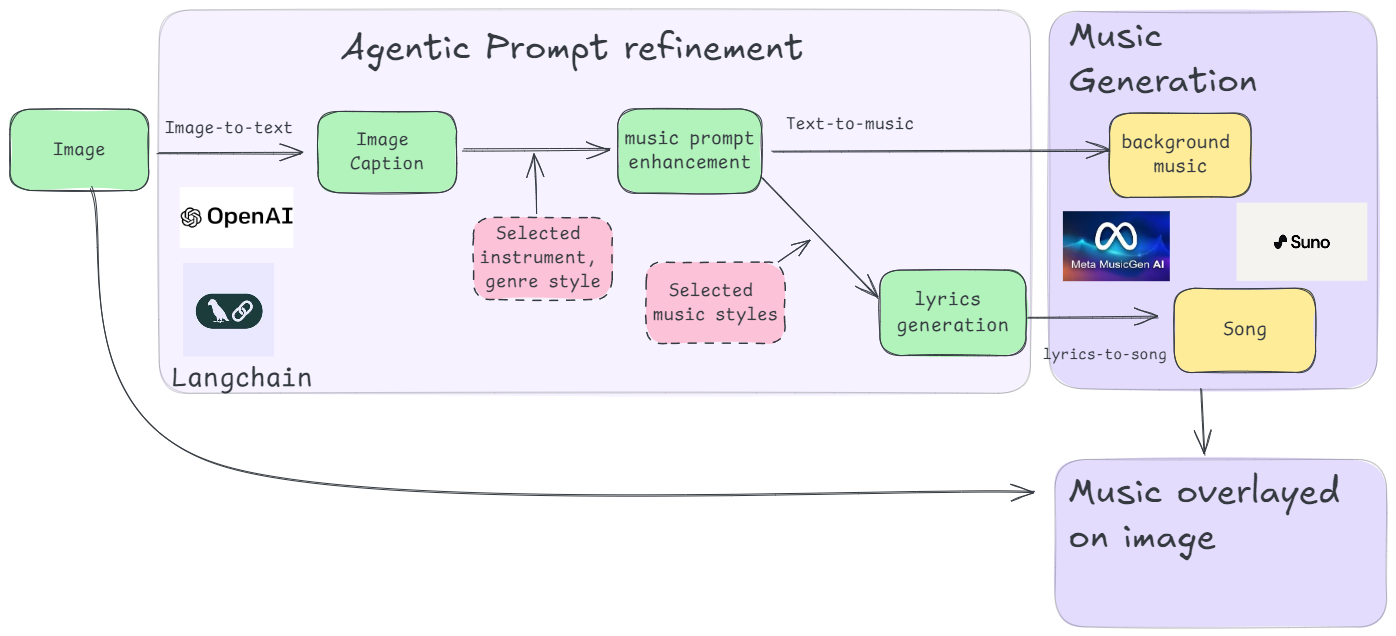 Agentic Prompt refinement
Music
Generation
Image
Image-to-text
Image
Caption
music prompt
enhancement
Text-to-music
background
music
OpenAI
Selected
instrument,
genre style
Selected
music styles
lyrics
generation
Meta MusicGen AI
Suno
lyrics-to-song
Song
Langchain
Music overlayed
on image